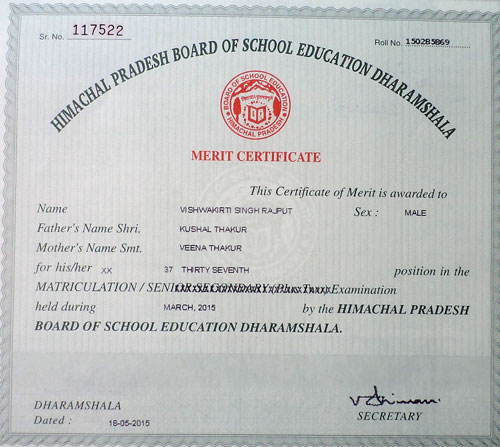 Sr. No. 117522
Roll No. 150285869
HIMACHAL PRADESH BOARD OF SCHOOL EDUCATION DHARAMSHALA
BOARD OF SCHOOL EDUCATION
HIMACHAL PRADESH
MERIT CERTIFICATE
This Certificate of Merit is awarded to
Name VISHWAKIRTI SINGH RAJPUT Sex : MALE
Father's Name Shri. KUSHAL THAKUR
Mother's Name Smt. VEENA THAKUR
for his/her xx 37 THIRTY SEVENTH position in the
MATRICULATION / SENIOR SECONDARY (Plus Two) Examination
held during MARCH, 2015 by the HIMACHAL PRADESH
BOARD OF SCHOOL EDUCATION DHARAMSHALA.
DHARAMSHALA
Dated : 18-05-2015
SECRETARY